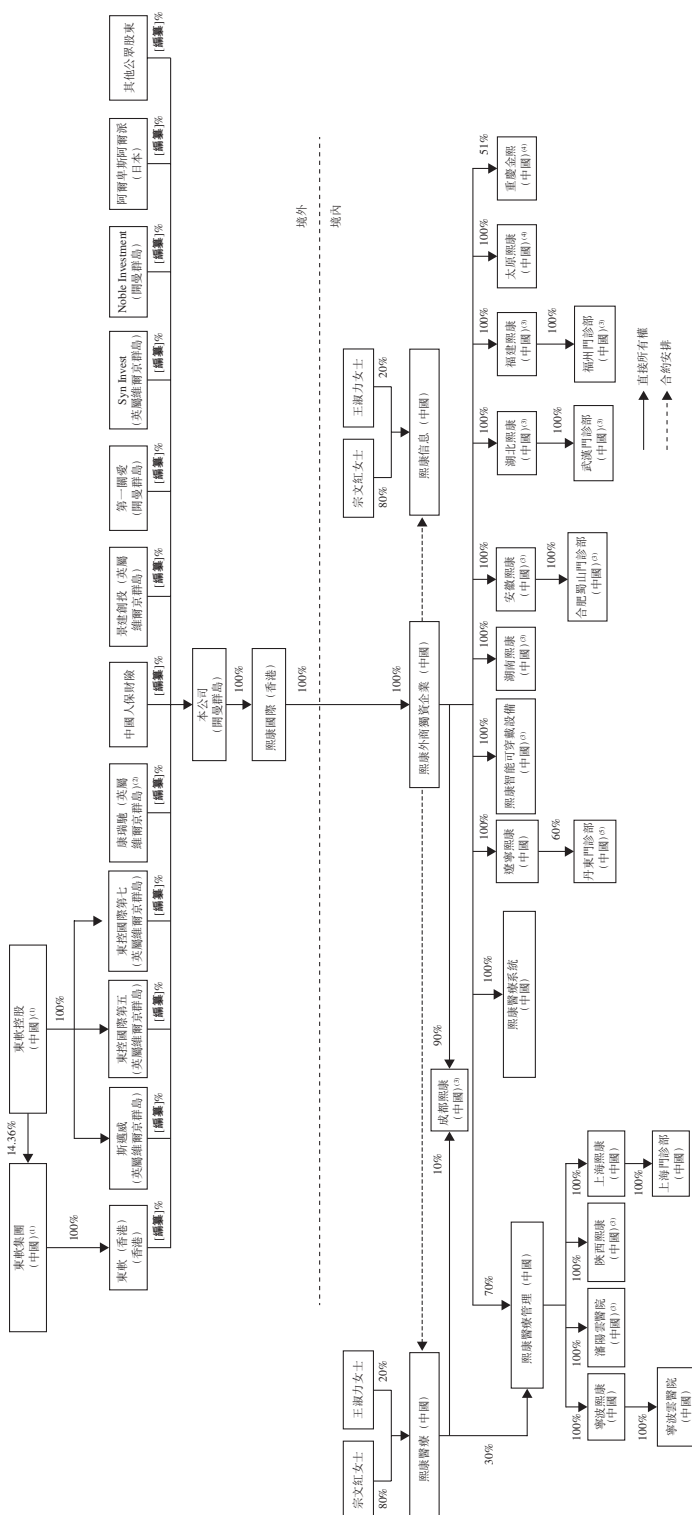 東軟集團
(中國)⁽¹⁾
14.36%
東軟控股
(中國)⁽¹⁾
100%
100%
東軟（香港）
(香港)
[編纂]%
斯邁威
(英屬維爾京群島)
[編纂]%
東控國際第五
(英屬維爾京群島)
[編纂]%
東控國際第七
(英屬維爾京群島)
[編纂]%
康瑞馳（英屬
維爾京群島)⁽²⁾
[編纂]%
中國人保財險
[編纂]%
景建創投（英屬
維爾京群島)
[編纂]%
第一關愛
(開曼群島)
[編纂]%
Syn Invest
(英屬維爾京群島)
[編纂]%
Noble Investment
(開曼群島)
[編纂]%
阿爾卑斯阿爾派
(日本)
[編纂]%
其他公眾股東
[編纂]%
本公司
(開曼群島)
100%
熙康國際（香港）
100%
境外
境內
宗文紅女士
王淑力女士
80%
20%
熙康醫療（中國）
100%
熙康外商獨資企業（中國）
宗文紅女士
王淑力女士
80%
20%
熙康信息（中國）
10%
90%
成都熙康
(中國)⁽³⁾
30%
70%
熙康醫療管理（中國）
100%
寧波熙康
(中國)
100%
寧波雲醫院
(中國)
100%
瀋陽雲醫院
(中國)⁽³⁾
100%
陝西熙康
(中國)⁽³⁾
100%
上海熙康
(中國)
100%
上海門診部
(中國)
100%
熙康醫療系統
(中國)
100%
遼寧熙康
(中國)
60%
丹東門診部
(中國)⁽⁵⁾
100%
熙康智能可穿戴設備
(中國)⁽³⁾
100%
湖南熙康
(中國)⁽³⁾
100%
安徽熙康
(中國)⁽³⁾
100%
合肥蜀山門診部
(中國)⁽³⁾
100%
湖北熙康
(中國)⁽³⁾
100%
武漢門診部
(中國)⁽³⁾
100%
福建熙康
(中國)⁽³⁾
100%
福州門診部
(中國)⁽³⁾
100%
太原熙康
(中國)⁽⁴⁾
51%
重慶金熙
(中國)⁽⁴⁾
直接所有權
合約安排